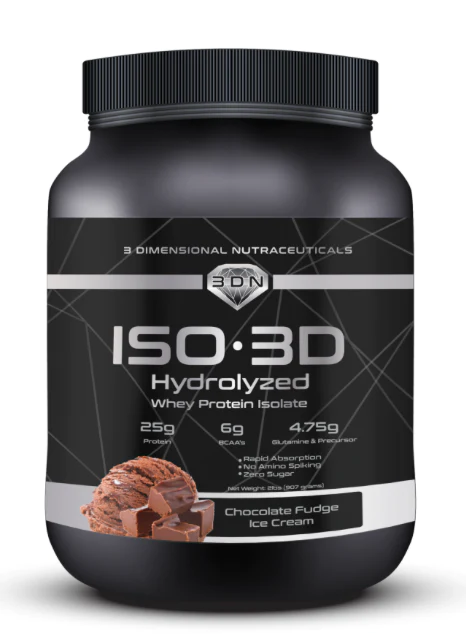 3 DIMENSIONAL NUTRACEUTICALS
3DN
ISO•3D
Hydrolyzed
Whey Protein Isolate
25g 6g 4.75g
Protein BCAA's Glutamine & Precursor
•Rapid Absorption
•No Amino Spiking
•Zero Sugar
Net Weight: 2lbs (907 grams)
Chocolate Fudge
Ice Cream